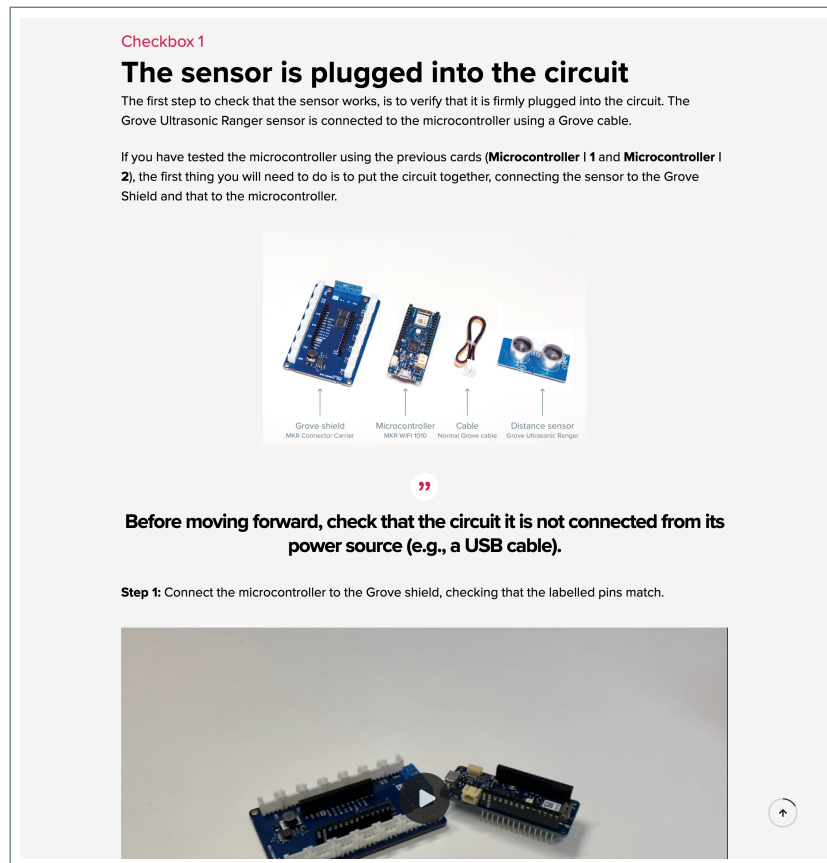 Checkbox 1
The sensor is plugged into the circuit
The first step to check that the sensor works, is to verify that it is firmly plugged into the circuit. The
Grove Ultrasonic Ranger sensor is connected to the microcontroller using a Grove cable.
If you have tested the microcontroller using the previous cards (Microcontroller | 1 and Microcontroller |
2), the first thing you will need to do is to put the circuit together, connecting the sensor to the Grove
Shield and that to the microcontroller.
Grove shield
MKR Connector Carrier
Microcontroller
MKR WiFI 1010
Cable
Normal Grove cable
Distance sensor
Grove Ultrasonic Ranger
Before moving forward, check that the circuit it is not connected from its
power source (e.g., a USB cable).
Step 1: Connect the microcontroller to the Grove shield, checking that the labelled pins match.